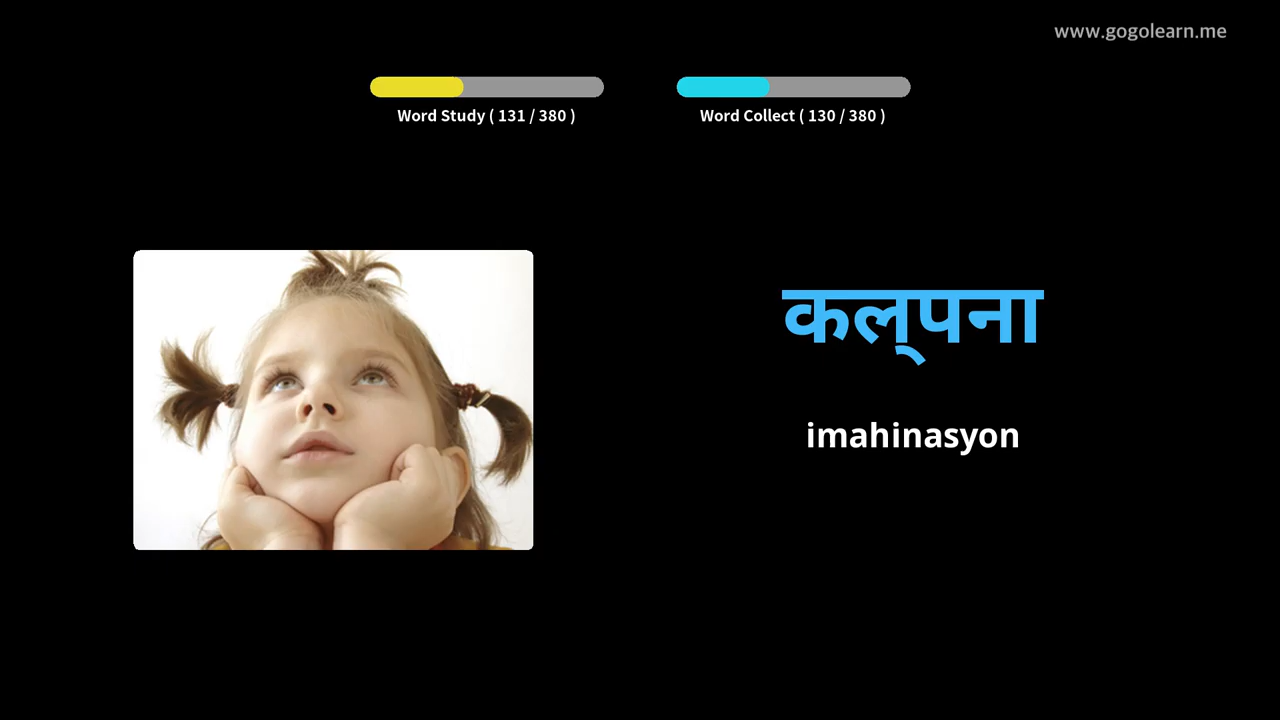 www.gogolearn.me
Word Study ( 131 / 380 )
Word Collect ( 130 / 380 )
कल्‌पना
imahinasyon